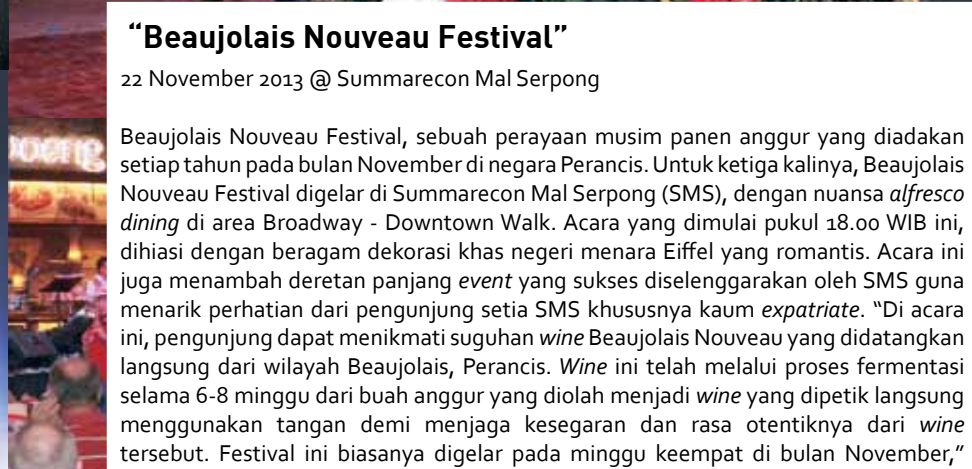 “Beaujolais Nouveau Festival”
22 November 2013 @ Summarecon Mal Serpong
Beaujolais Nouveau Festival, sebuah perayaan musim panen anggur yang diadakan
setiap tahun pada bulan November di negara Perancis. Untuk ketiga kalinya, Beaujolais
Nouveau Festival digelar di Summarecon Mal Serpong (SMS), dengan nuansa alfresco
dining di area Broadway - Downtown Walk. Acara yang dimulai pukul 18.00 WIB ini,
dihiasi dengan beragam dekorasi khas negeri menara Eiffel yang romantis. Acara ini
juga menambah deretan panjang event yang sukses diselenggarakan oleh SMS guna
menarik perhatian dari pengunjung setia SMS khususnya kaum expatriate. “Di acara
ini, pengunjung dapat menikmati suguhan wine Beaujolais Nouveau yang didatangkan
langsung dari wilayah Beaujolais, Perancis. Wine ini telah melalui proses fermentasi
selama 6-8 minggu dari buah anggur yang diolah menjadi wine yang dipetik langsung
menggunakan tangan demi menjaga kesegaran dan rasa otentiknya dari wine
tersebut. Festival ini biasanya digelar pada minggu keempat di bulan November,”